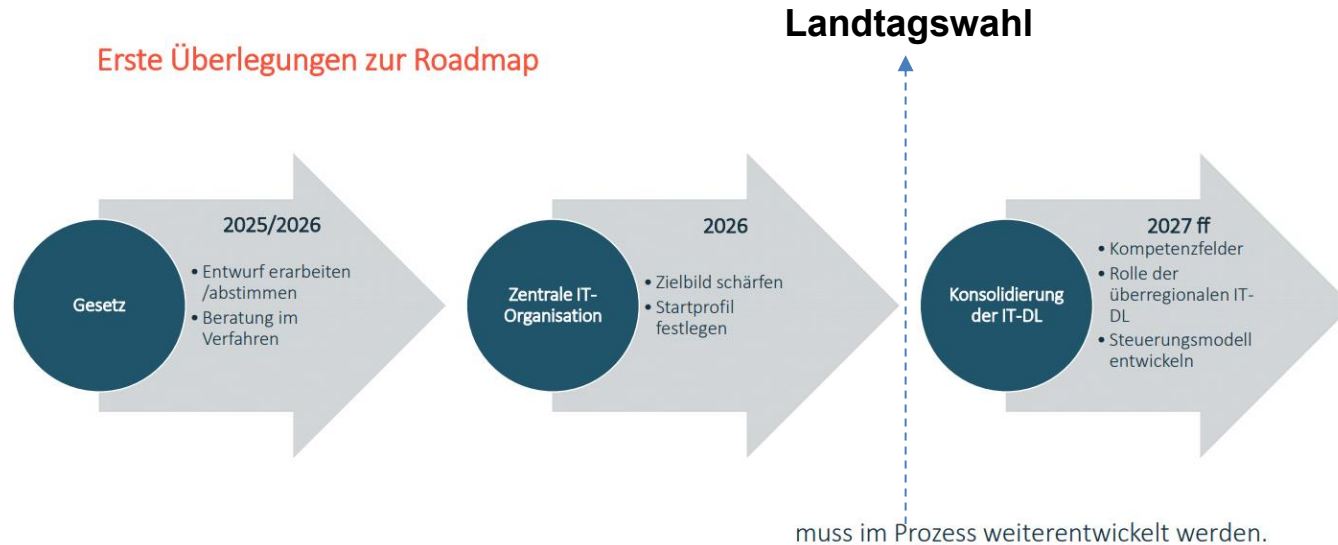 Landtagswahl
Erste Überlegungen zur Roadmap
Gesetz
2025/2026
• Entwurf erarbeiten
/abstimmen
• Beratung im
Verfahren
Zentrale IT-
Organisation
2026
• Zielbild schärfen
• Startprofil
festlegen
Konsolidierung
der IT-DL
2027 ff
• Kompetenzfelder
• Rolle der
überregionalen IT-
DL
• Steuerungsmodell
entwickeln
muss im Prozess weiterentwickelt werden.